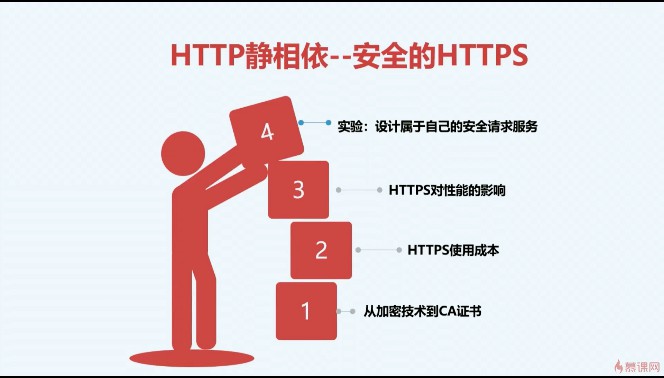 HTTP静相依--安全的HTTPS
4
实验：设计属于自己的安全请求服务
3
HTTPS对性能的影响
2
HTTPS使用成本
1
从加密技术到CA证书
慕课网